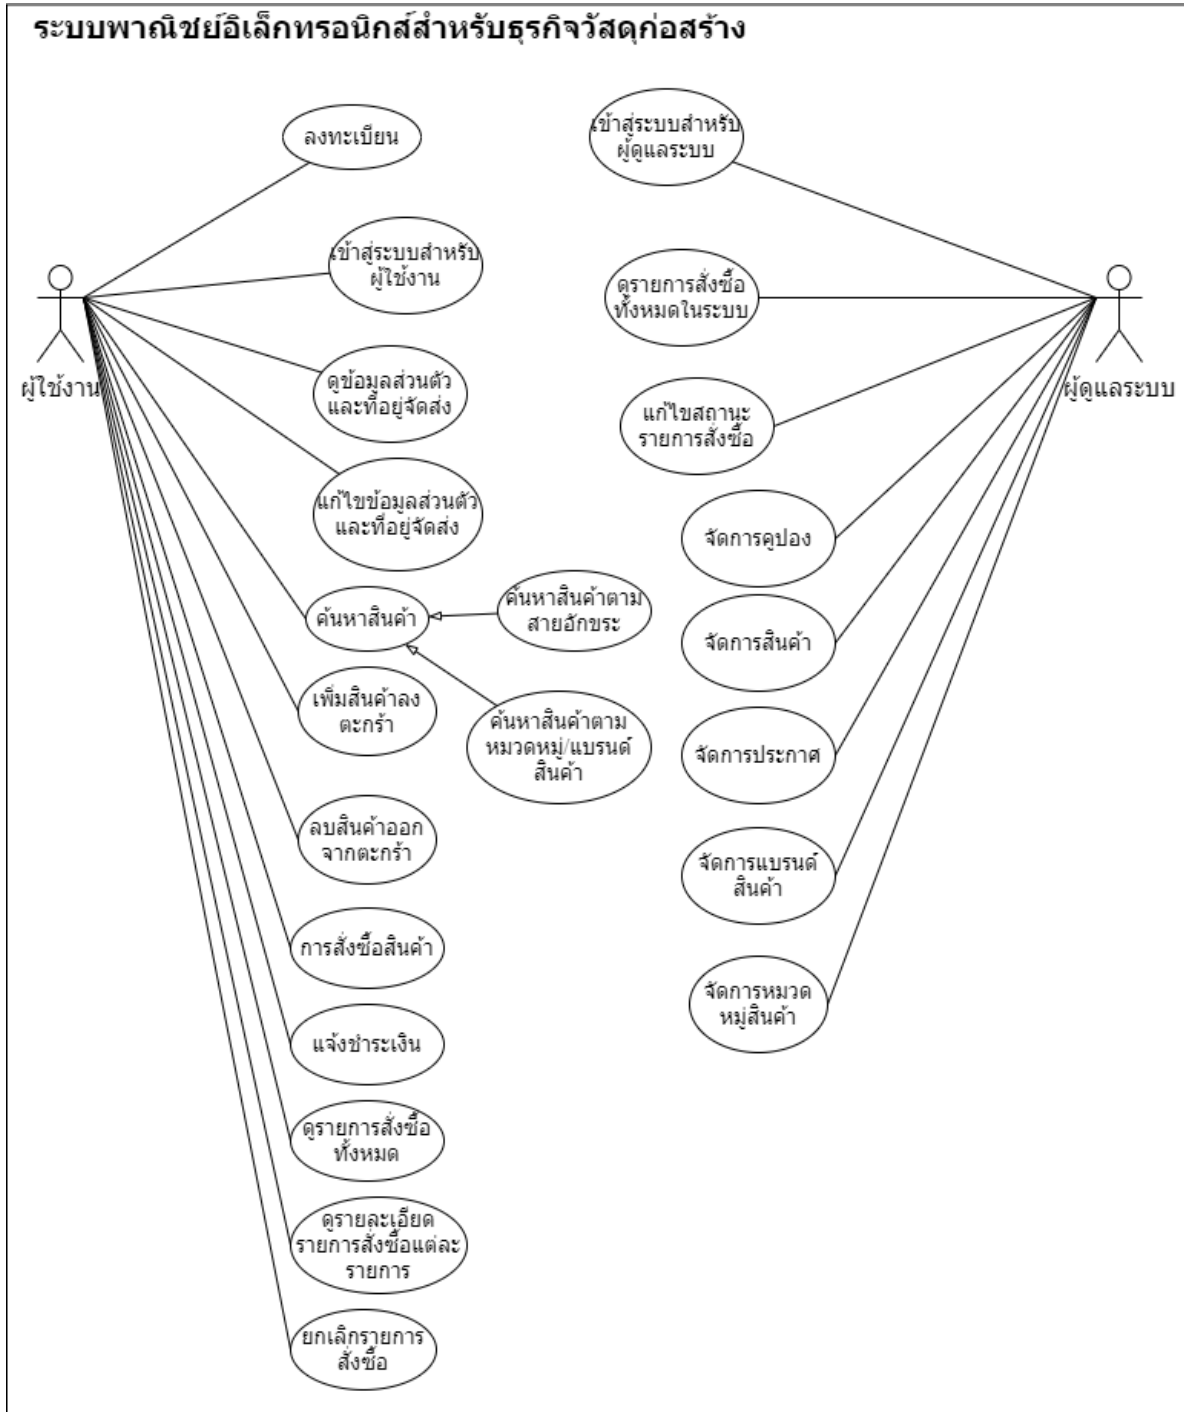 ระบบพาณิชย์อิเล็กทรอนิกส์สำหรับธุรกิจวัสดุก่อสร้าง
ลงทะเบียน
เข้าสู่ระบบสำหรับ
ผู้ใช้งาน
ดูข้อมูลส่วนตัว
และที่อยู่จัดส่ง
แก้ไขข้อมูลส่วนตัว
และที่อยู่จัดส่ง
ค้นหาสินค้า
ค้นหาสินค้าตาม
สายอักขระ
ค้นหาสินค้าตาม
หมวดหมู่/แบรนด์
สินค้า
เพิ่มสินค้าลง
ตะกร้า
ลบสินค้าออก
จากตะกร้า
การสั่งซื้อสินค้า
แจ้งชำระเงิน
ดูรายการสั่งซื้อ
ทั้งหมด
ดูรายละเอียด
รายการสั่งซื้อแต่ละ
รายการ
ยกเลิกรายการ
สั่งซื้อ
ผู้ใช้งาน
เข้าสู่ระบบสำหรับ
ผู้ดูแลระบบ
ดูรายการสั่งซื้อ
ทั้งหมดในระบบ
แก้ไขสถานะ
รายการสั่งซื้อ
จัดการคูปอง
จัดการสินค้า
จัดการประกาศ
จัดการแบรนด์
สินค้า
จัดการหมวด
หมู่สินค้า
ผู้ดูแลระบบ